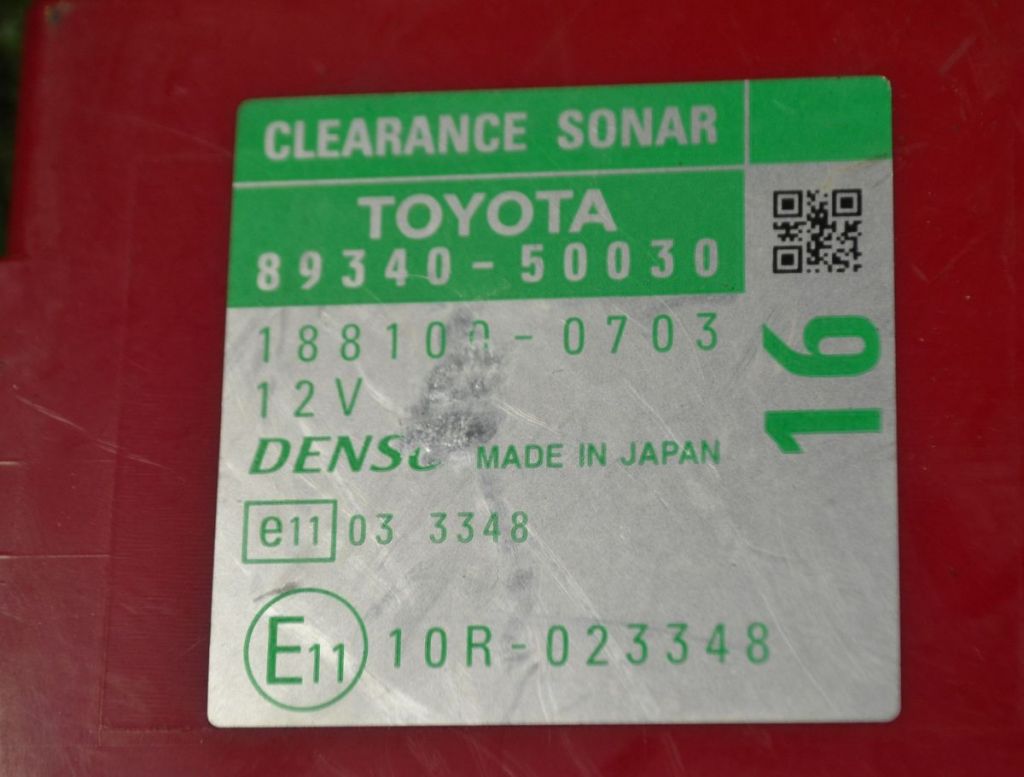 CLEARANCE SONAR
TOYOTA
89340-50030
188100-0703
12V
DENSO MADE IN JAPAN
e11 03 3348
E11 10R-023348
16